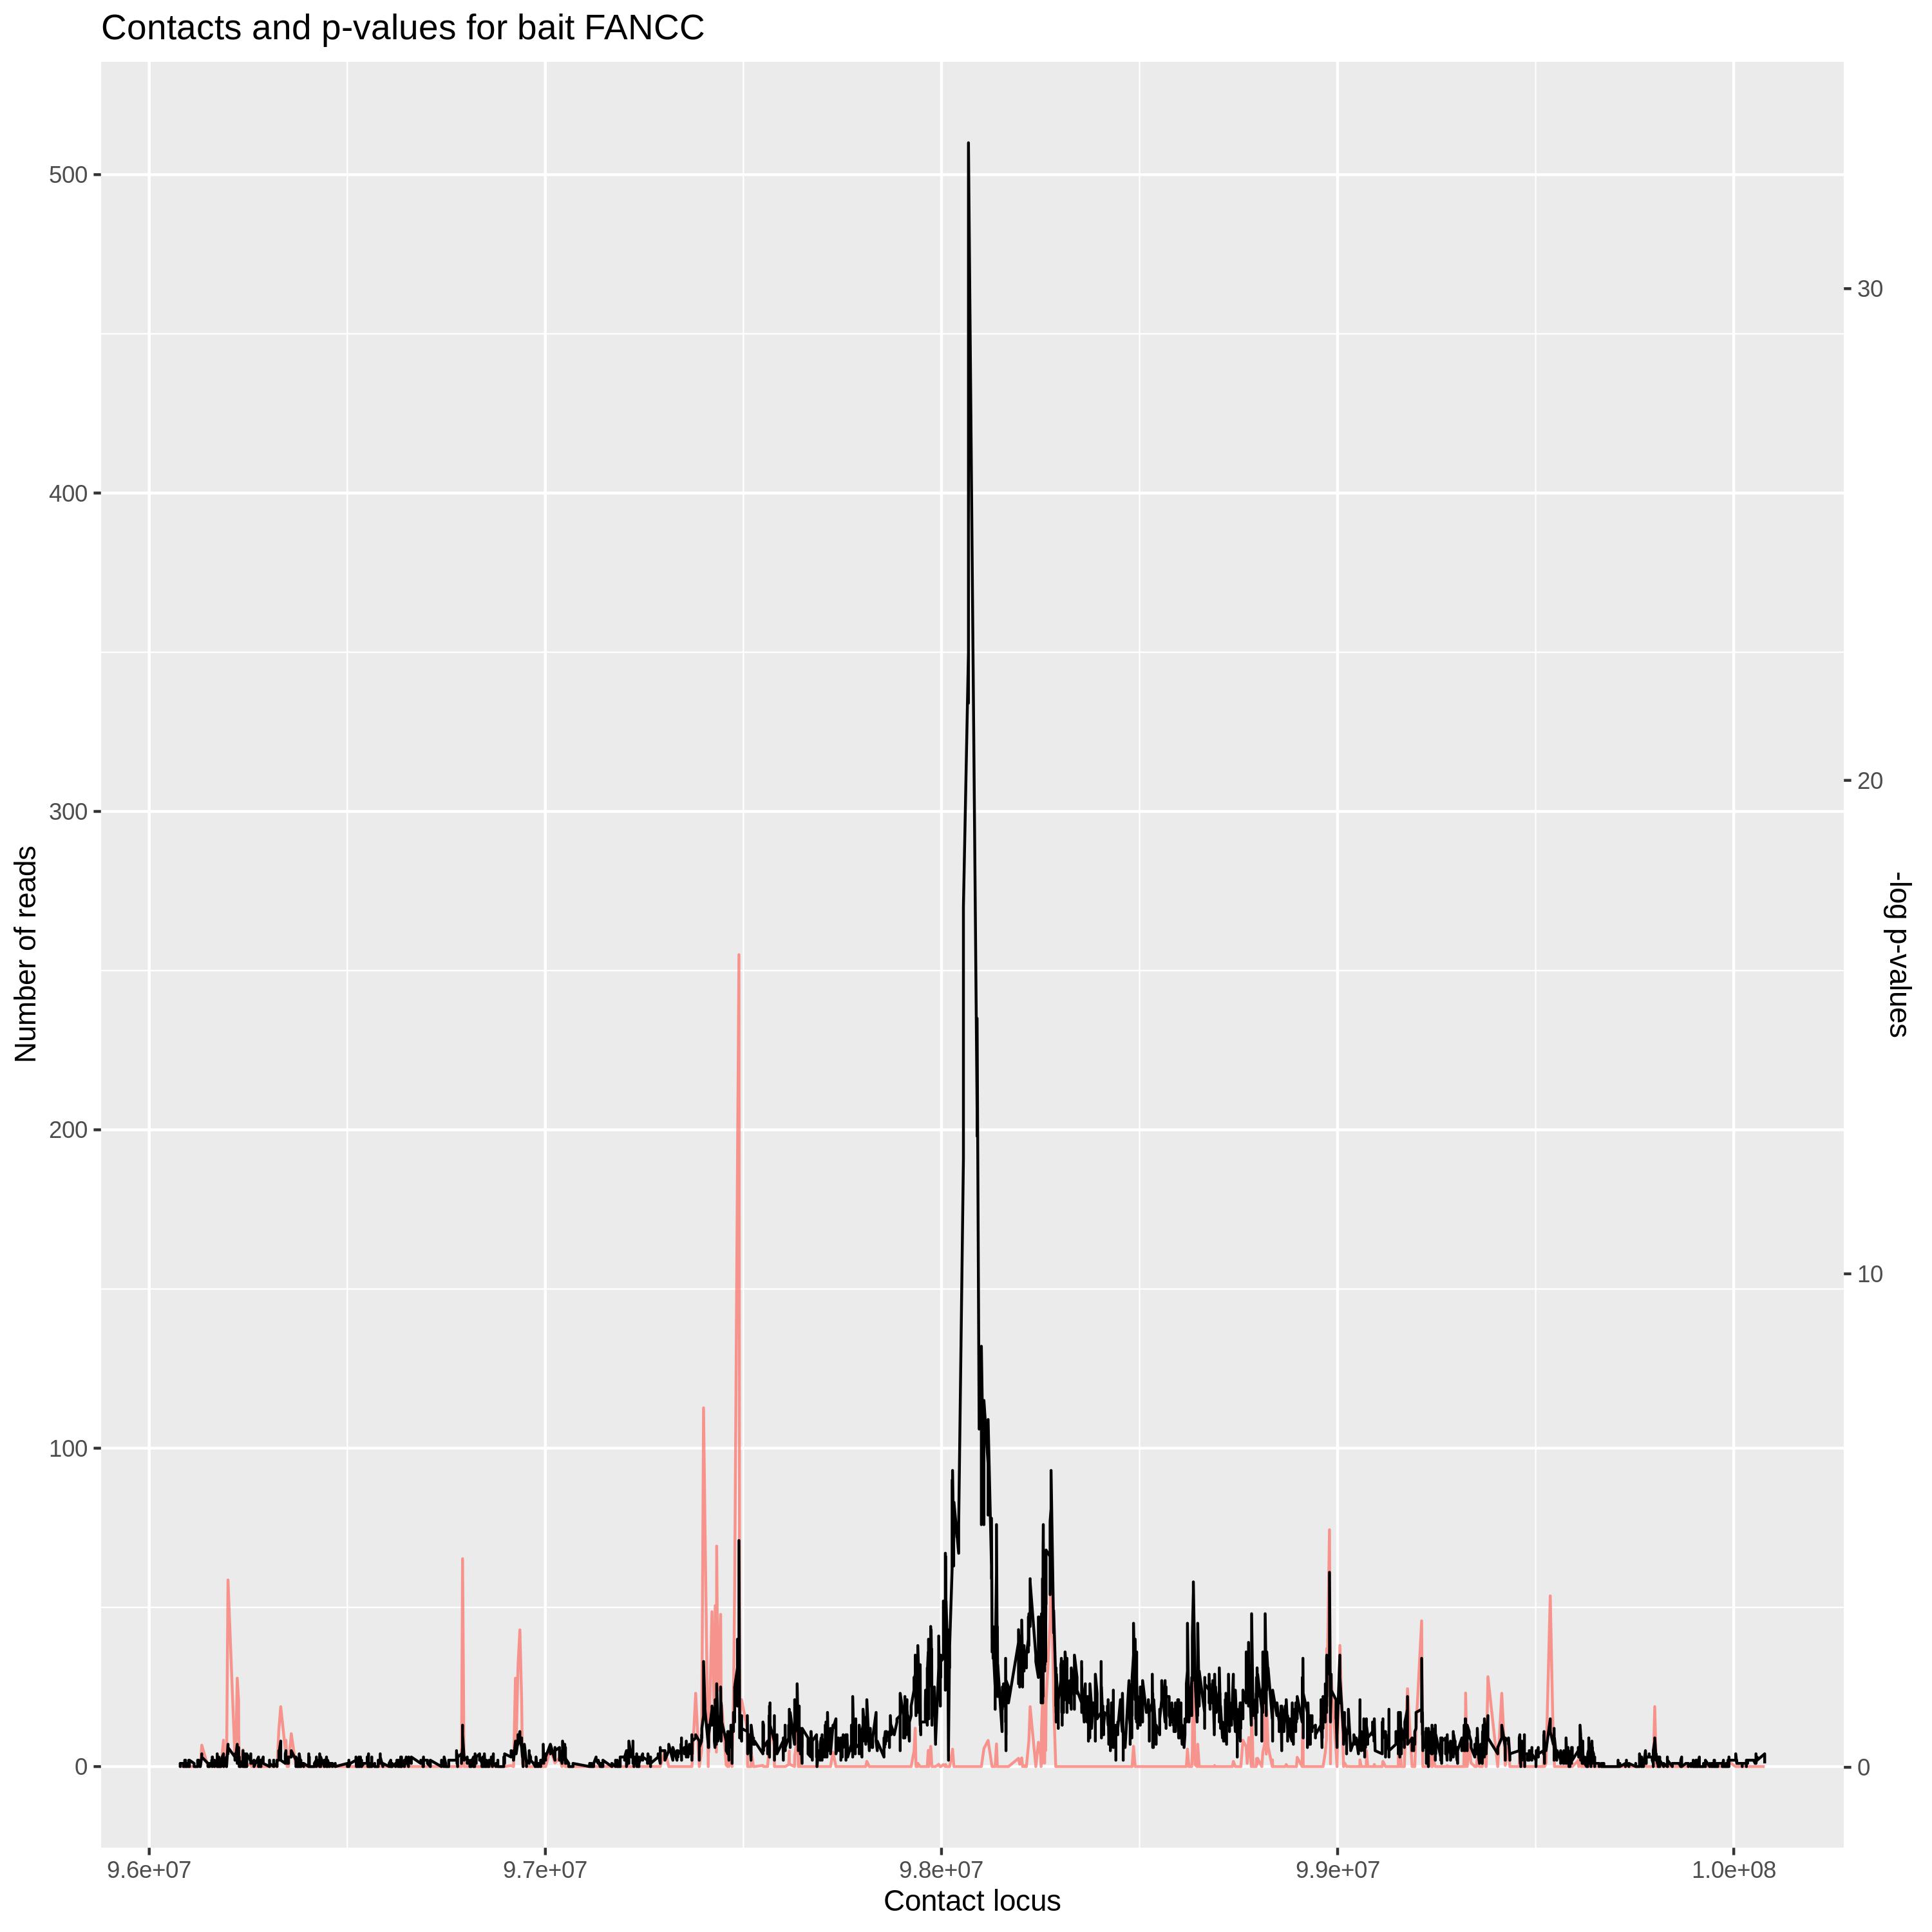 Contacts and p-values for bait FANCC
500
400
300
200
100
0
Number of reads
30
20
10
0
-log p-values
9.6e+07 9.7e+07 9.8e+07 9.9e+07 1.0e+08
Contact locus